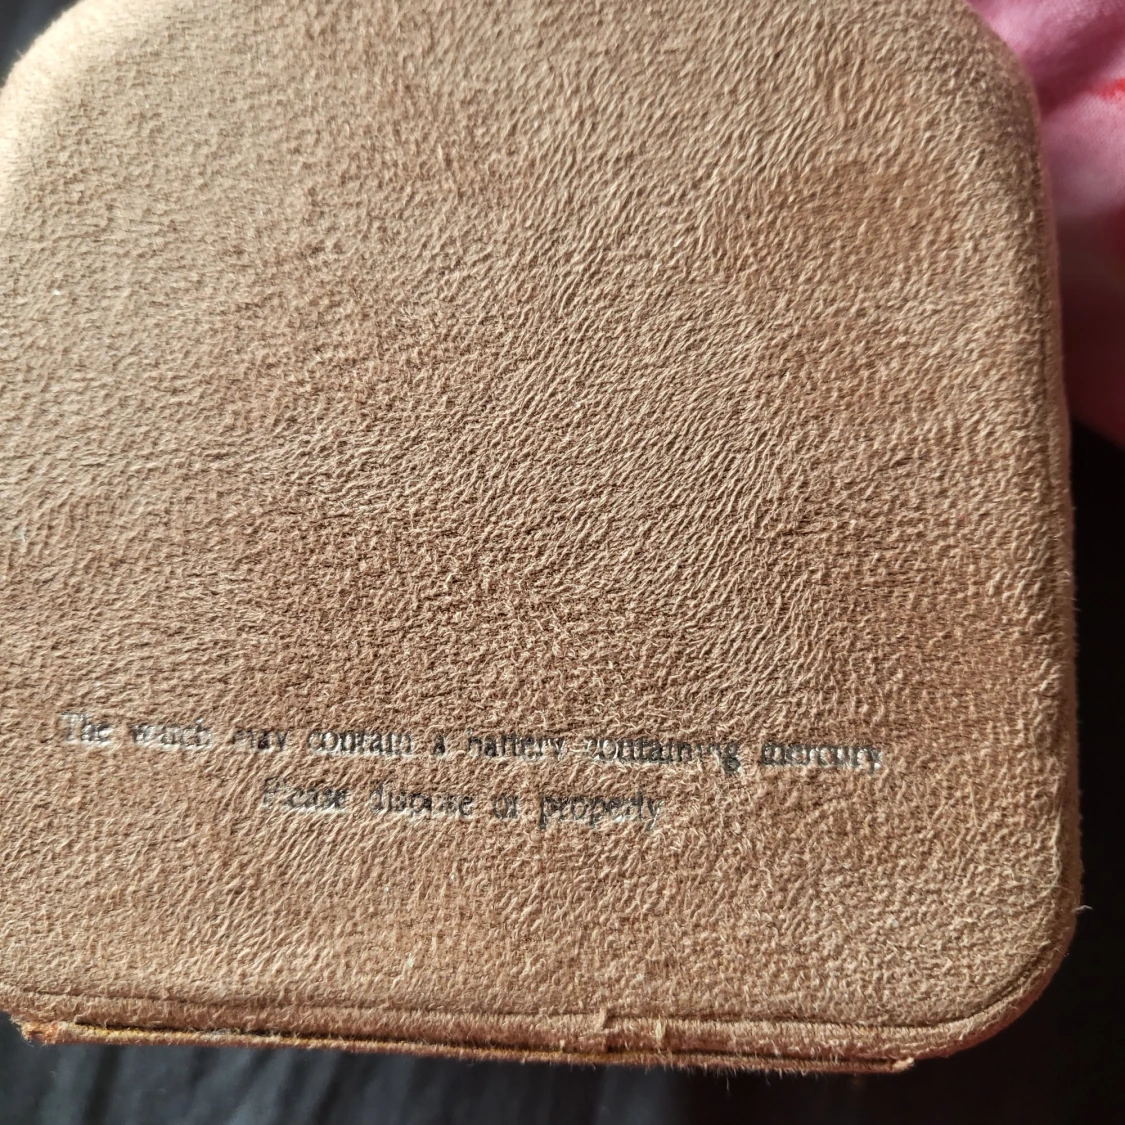 The watch may contain a battery containing mercury
Please dispose of properly